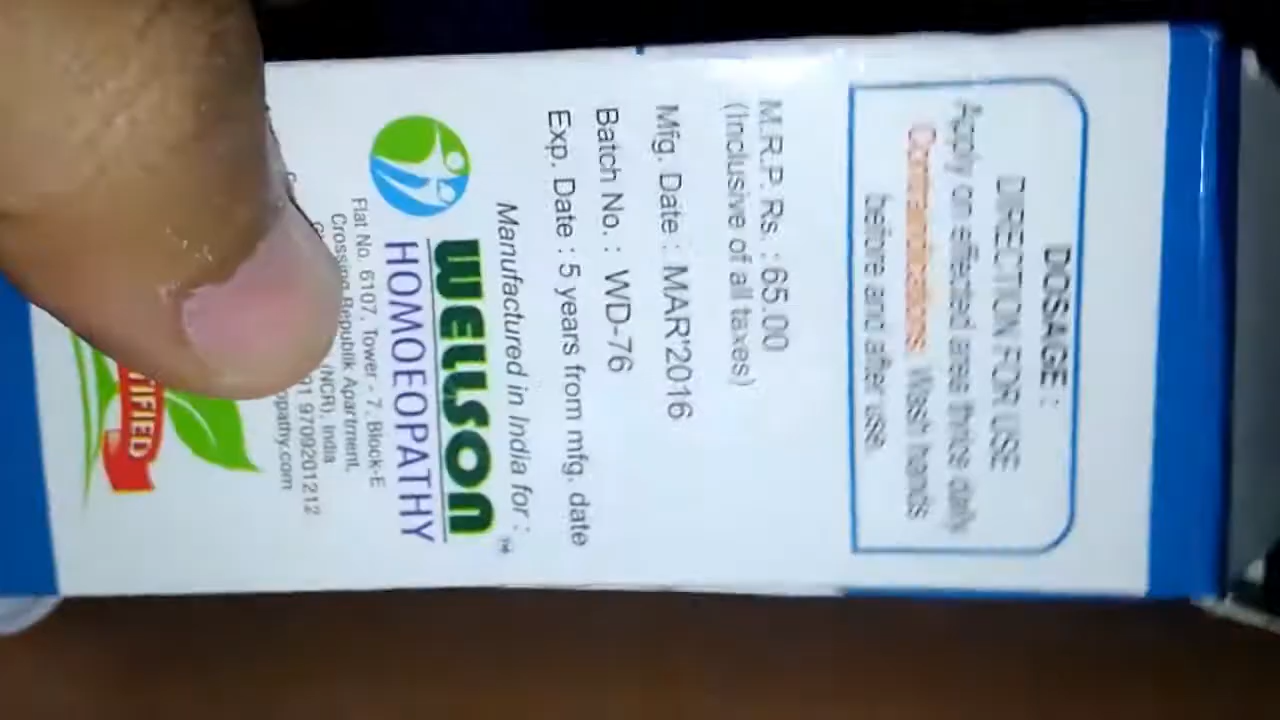 DOSAGE :
DIRECTION FOR USE
Apply on effected area thrice daily
Contraindications: Wash hands
before and after use.
M.R.P. Rs. : 65.00
(Inclusive of all taxes)
Mfg. Date : MAR'2016
Batch No. : WD-76
Exp. Date : 5 years from mfg. date
Manufactured in India for :
WELLSON ™
HOMOEOPATHY
Flat No. 6107, Tower - 7, Block-E
Crossing Republik Apartment,
(NCR), India
91 9709201212
opathy.com
TIFIED